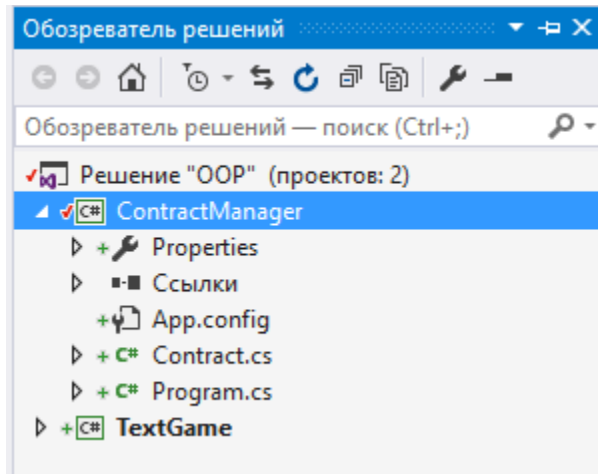 Обозреватель решений
Обозреватель решений — поиск (Ctrl+;)
Решение "OOP" (проектов: 2)
C# ContractManager
Properties
Ссылки
App.config
C# Contract.cs
C# Program.cs
C# TextGame